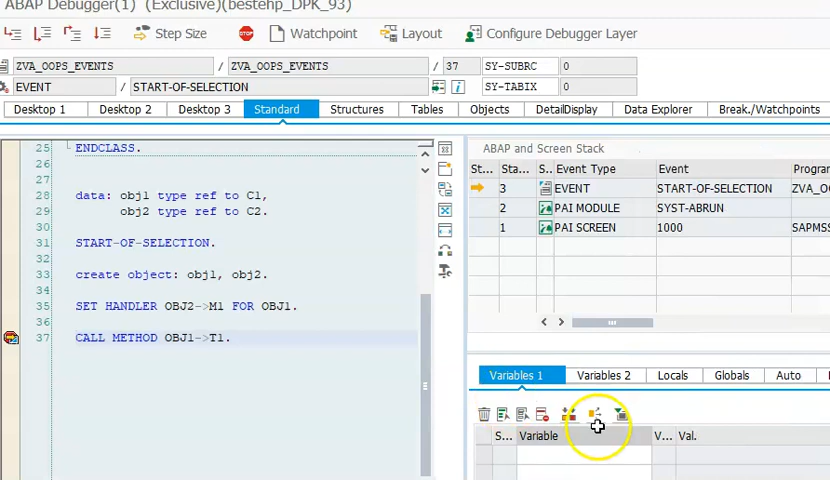 ABAP Debugger(1) (Exclusive)(bestehp_DPK_93)
Step Size Watchpoint Layout Configure Debugger Layer
ZVA_OOPS_EVENTS / ZVA_OOPS_EVENTS / 37 SY-SUBRC 0
EVENT / START-OF-SELECTION SY-TABIX 0
Desktop 1 Desktop 2 Desktop 3 Standard Structures Tables Objects DetailDisplay Data Explorer Break./Watchpoints
25 ENDCLASS.
26
27
28 data: obj1 type ref to C1,
29 obj2 type ref to C2.
30
31 START-OF-SELECTION.
32
33 create object: obj1, obj2.
34
35 SET HANDLER OBJ2->M1 FOR OBJ1.
36
37 CALL METHOD OBJ1->T1.
ABAP and Screen Stack
St... Sta... S.. Event Type Event Program
3 EVENT START-OF-SELECTION ZVA_OO
2 PAI MODULE SYST-ABRUN
1 PAI SCREEN 1000 SAPMSS
Variables 1 Variables 2 Locals Globals Auto
S... Variable V... Val.